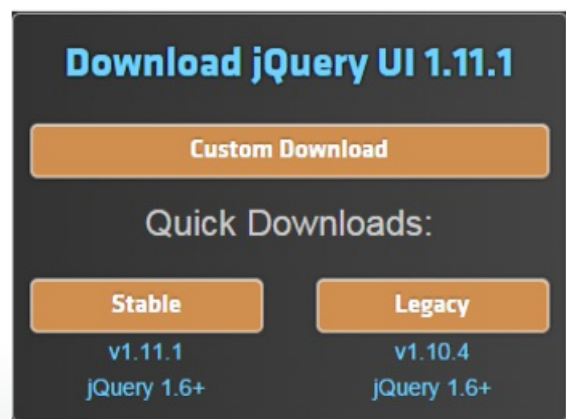 Download jQuery UI 1.11.1
Custom Download
Quick Downloads:
Stable
Legacy
v1.11.1
v1.10.4
jQuery 1.6+
jQuery 1.6+